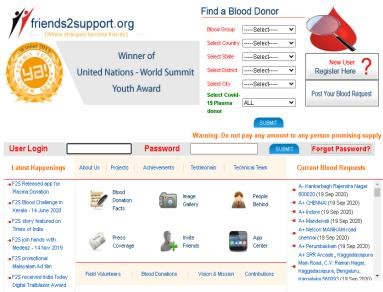 friends2support.org
[Where strangers become friends]
Find a Blood Donor
Blood Group ----Select----
Select Country ----Select----
Select State ----Select----
Select District ----Select----
Select City ----Select----
Select Covid-
19 Plasma
donor
ALL
SUBMIT
New User
Register Here ?
Post Your Blood Request
ya!
Winner of
United Nations - World Summit
Youth Award
Warning: Do not pay any amount to any person promising supply
User Login
Password
SUBMIT
Forgot Password?
Latest Happenings
About Us
Projects
Achievements
Testimonials
Technical Team
Current Blood Requests
F2S Released app for
Plasma Donation
F2S Blood Challenge in
Kerala - 14 June 2020
F2S story featured on
Times of India
F2S join hands with
Medeaz - 14 Nov 2019
F2S promotional
Malayalam Ad film
F2S received India Today
Digital Trailblazer Award
Blood
Donation
Facts
Image
Gallery
People
Behind
Press
Coverage
Invite
Friends
App
Center
Field Volunteers
Blood Donations
Vision & Mission
Contributions
A- Hanbarbagh Rajendra Nagar
800020 (19 Sep 2020)
A+ CHENNAI (19 Sep 2020)
A+ Indore (19 Sep 2020)
A+ Mandeveli (19 Sep 2020)
A+ nelson MANIKAM road
chennai (18 Sep 2020)
A+ Perumbakkam (19 Sep 2020)
A+ SRR Arcade, Kaggadaspura
Main Road, C.V. Raman Nagar,
Kaggadaspura, Bengaluru,
Karnataka 560093 (19 Sep 2020)